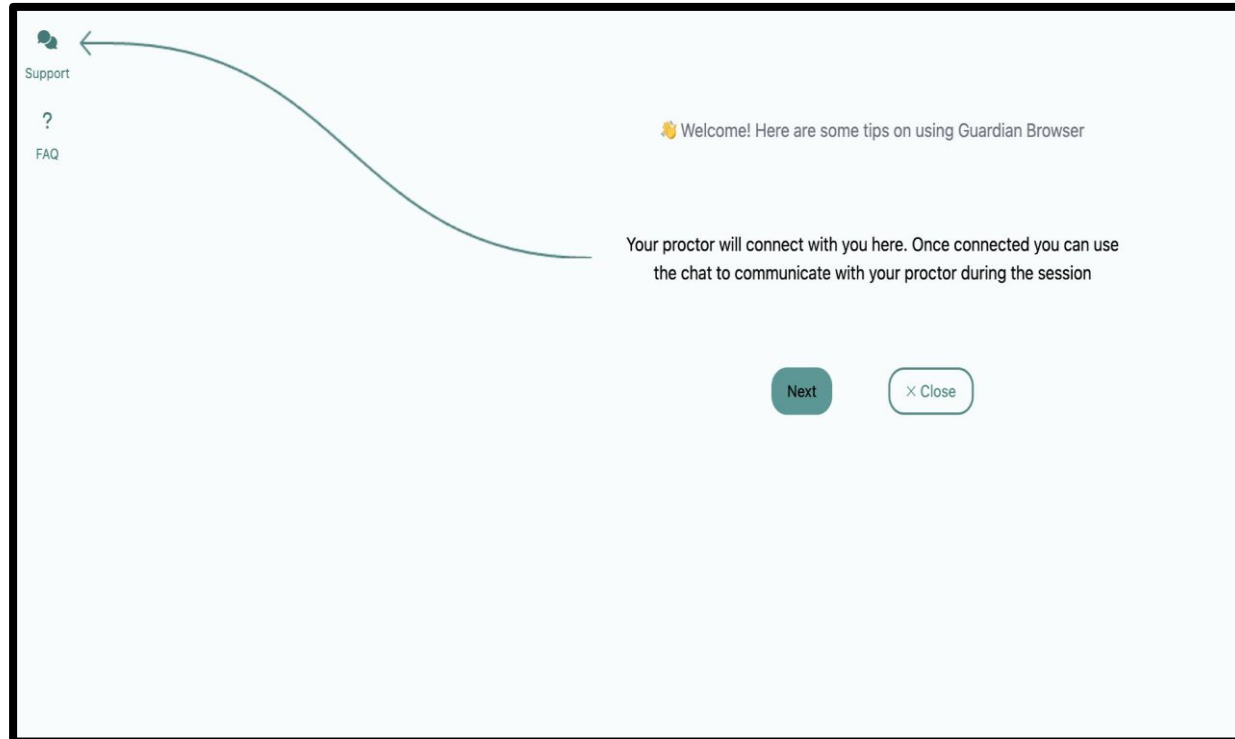 Support
?
FAQ
👋 Welcome! Here are some tips on using Guardian Browser
Your proctor will connect with you here. Once connected you can use
the chat to communicate with your proctor during the session
Next
× Close